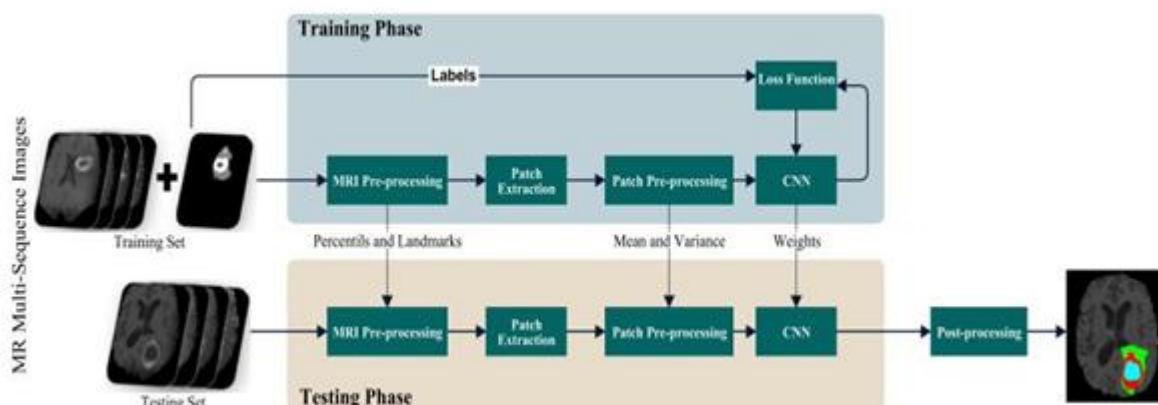 Training Phase
Labels
Loss Function
MR Multi-Sequence Images
MRI Pre-processing
Patch
Extraction
Patch Pre-processing
CNN
Training Set
Percentils and Landmarks
Mean and Variance
Weights
MRI Pre-processing
Patch
Extraction
Patch Pre-processing
CNN
Post-processing
Testing Set
Testing Phase